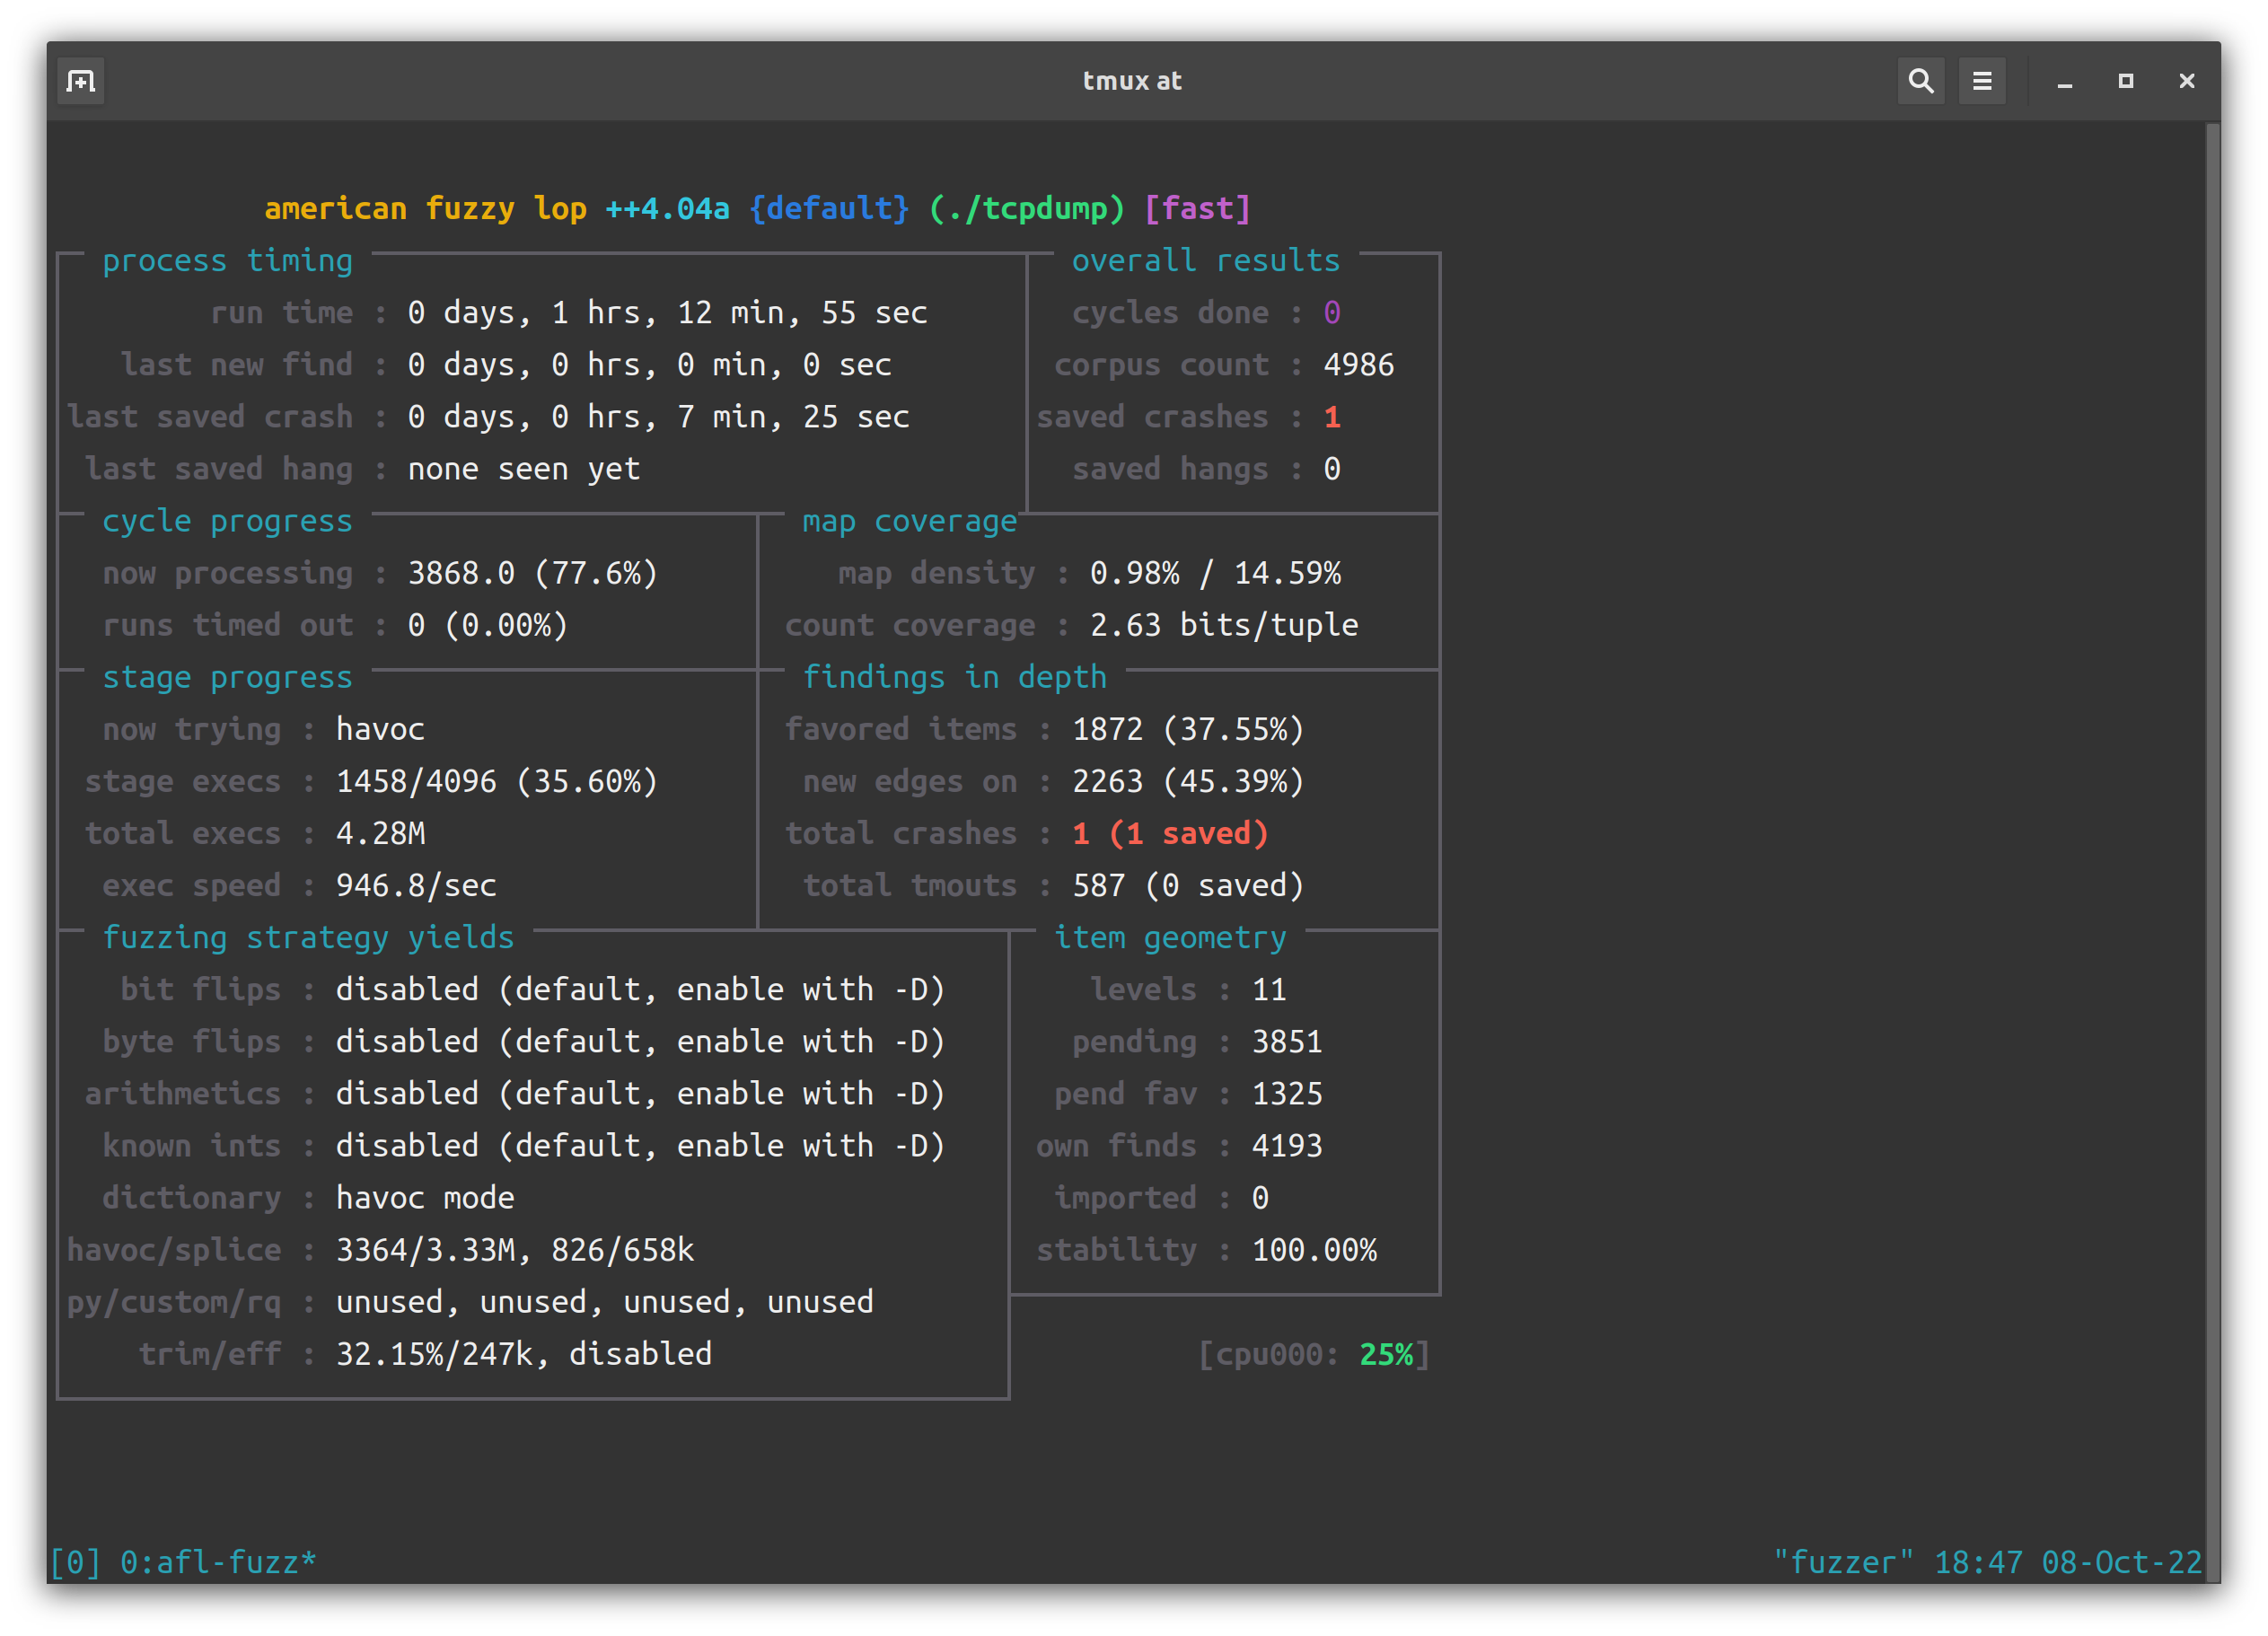 tmux at
american fuzzy lop ++4.04a {default} (./tcpdump) [fast]
process timing overall results
run time : 0 days, 1 hrs, 12 min, 55 sec cycles done : 0
last new find : 0 days, 0 hrs, 0 min, 0 sec corpus count : 4986
last saved crash : 0 days, 0 hrs, 7 min, 25 sec saved crashes : 1
last saved hang : none seen yet saved hangs : 0
cycle progress map coverage
now processing : 3868.0 (77.6%) map density : 0.98% / 14.59%
runs timed out : 0 (0.00%) count coverage : 2.63 bits/tuple
stage progress findings in depth
now trying : havoc favored items : 1872 (37.55%)
stage execs : 1458/4096 (35.60%) new edges on : 2263 (45.39%)
total execs : 4.28M total crashes : 1 (1 saved)
exec speed : 946.8/sec total tmouts : 587 (0 saved)
fuzzing strategy yields item geometry
bit flips : disabled (default, enable with -D) levels : 11
byte flips : disabled (default, enable with -D) pending : 3851
arithmetics : disabled (default, enable with -D) pend fav : 1325
known ints : disabled (default, enable with -D) own finds : 4193
dictionary : havoc mode imported : 0
havoc/splice : 3364/3.33M, 826/658k stability : 100.00%
py/custom/rq : unused, unused, unused, unused
trim/eff : 32.15%/247k, disabled [cpu000: 25%]
[0] 0:afl-fuzz* "fuzzer" 18:47 08-Oct-22